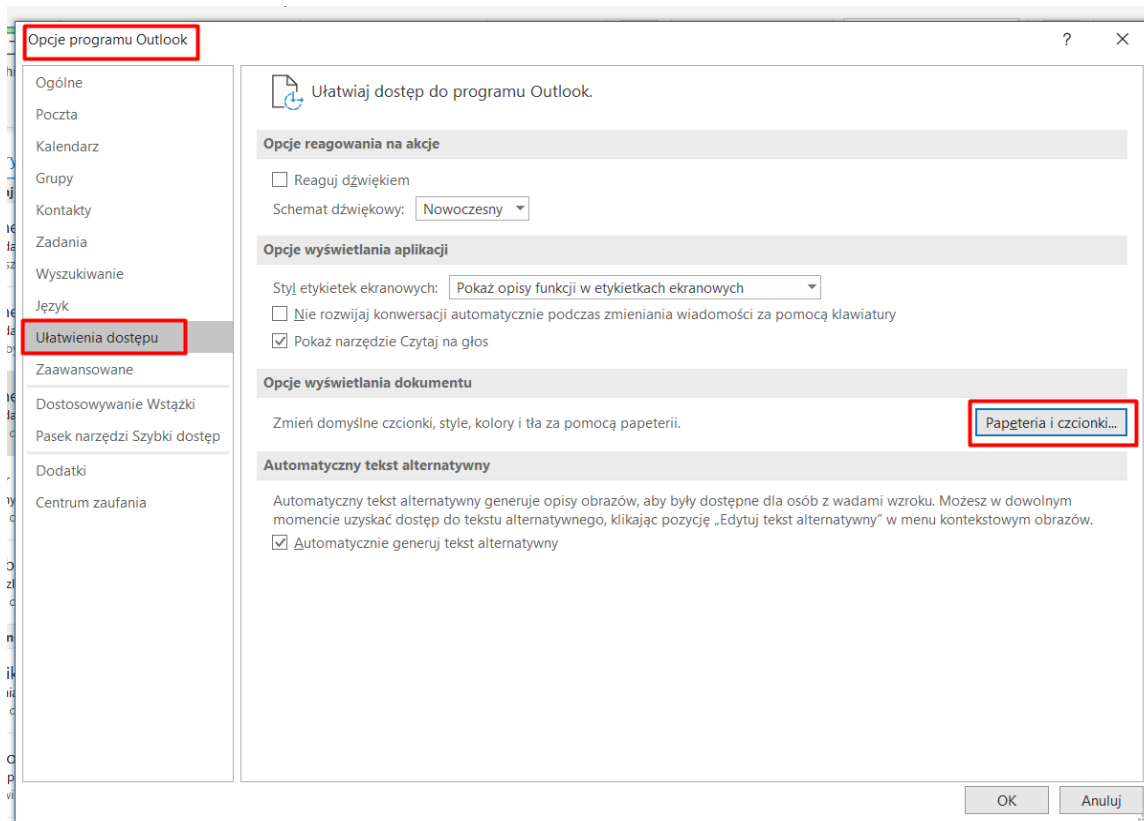 Opcje programu Outlook
?
Ogólne
Poczta
Kalendarz
Grupy
Kontakty
Zadania
Wyszukiwanie
Język
Ułatwienia dostępu
Zaawansowane
Dostosowywanie Wstążki
Pasek narzędzi Szybki dostęp
Dodatki
Centrum zaufania
Ułatwiaj dostęp do programu Outlook.
Opcje reagowania na akcje
Reaguj dźwiękiem
Schemat dźwiękowy: Nowoczesny
Opcje wyświetlania aplikacji
Styl etykietek ekranowych: Pokaż opisy funkcji w etykietkach ekranowych
Nie rozwijaj konwersacji automatycznie podczas zmieniania wiadomości za pomocą klawiatury
Pokaż narzędzie Czytaj na głos
Opcje wyświetlania dokumentu
Zmień domyślne czcionki, style, kolory i tła za pomocą papeterii.
Papeteria i czcionki...
Automatyczny tekst alternatywny
Automatyczny tekst alternatywny generuje opisy obrazów, aby były dostępne dla osób z wadami wzroku. Możesz w dowolnym
momencie uzyskać dostęp do tekstu alternatywnego, klikając pozycję „Edytuj tekst alternatywny” w menu kontekstowym obrazów.
Automatycznie generuj tekst alternatywny
OK
Anuluj